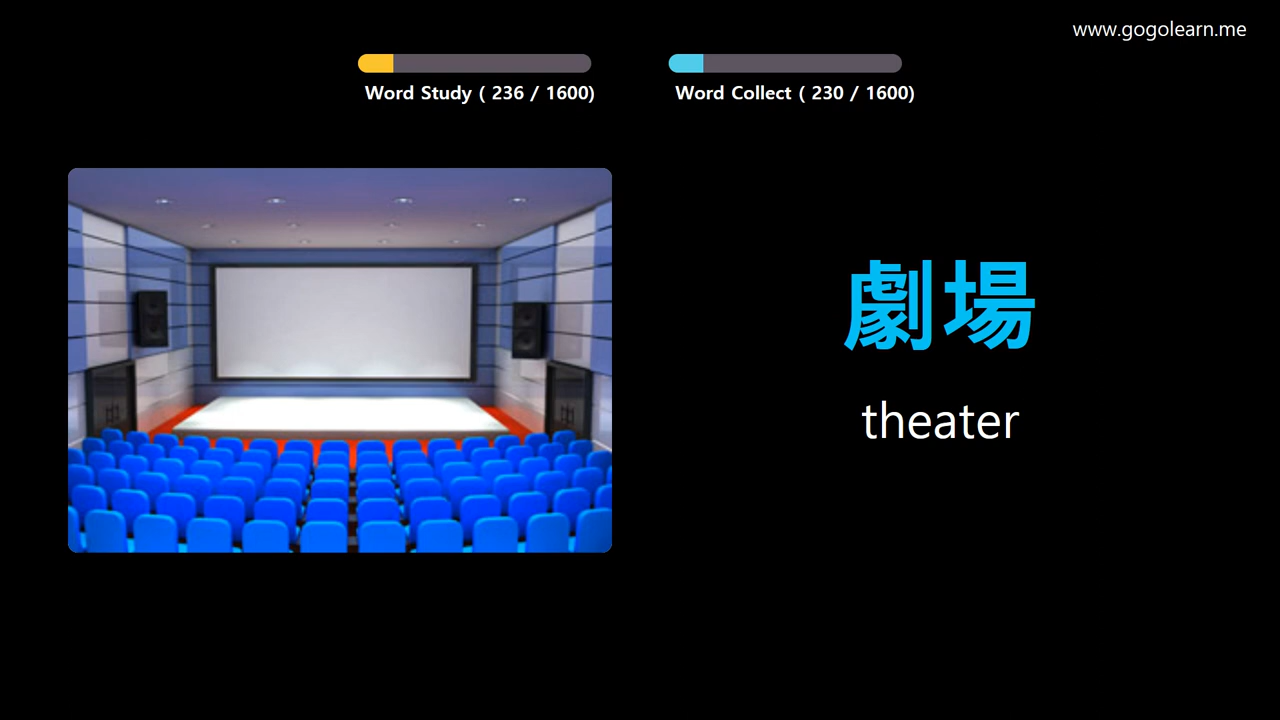 www.gogolearn.me
Word Study ( 236 / 1600)
Word Collect ( 230 / 1600)
劇場
theater